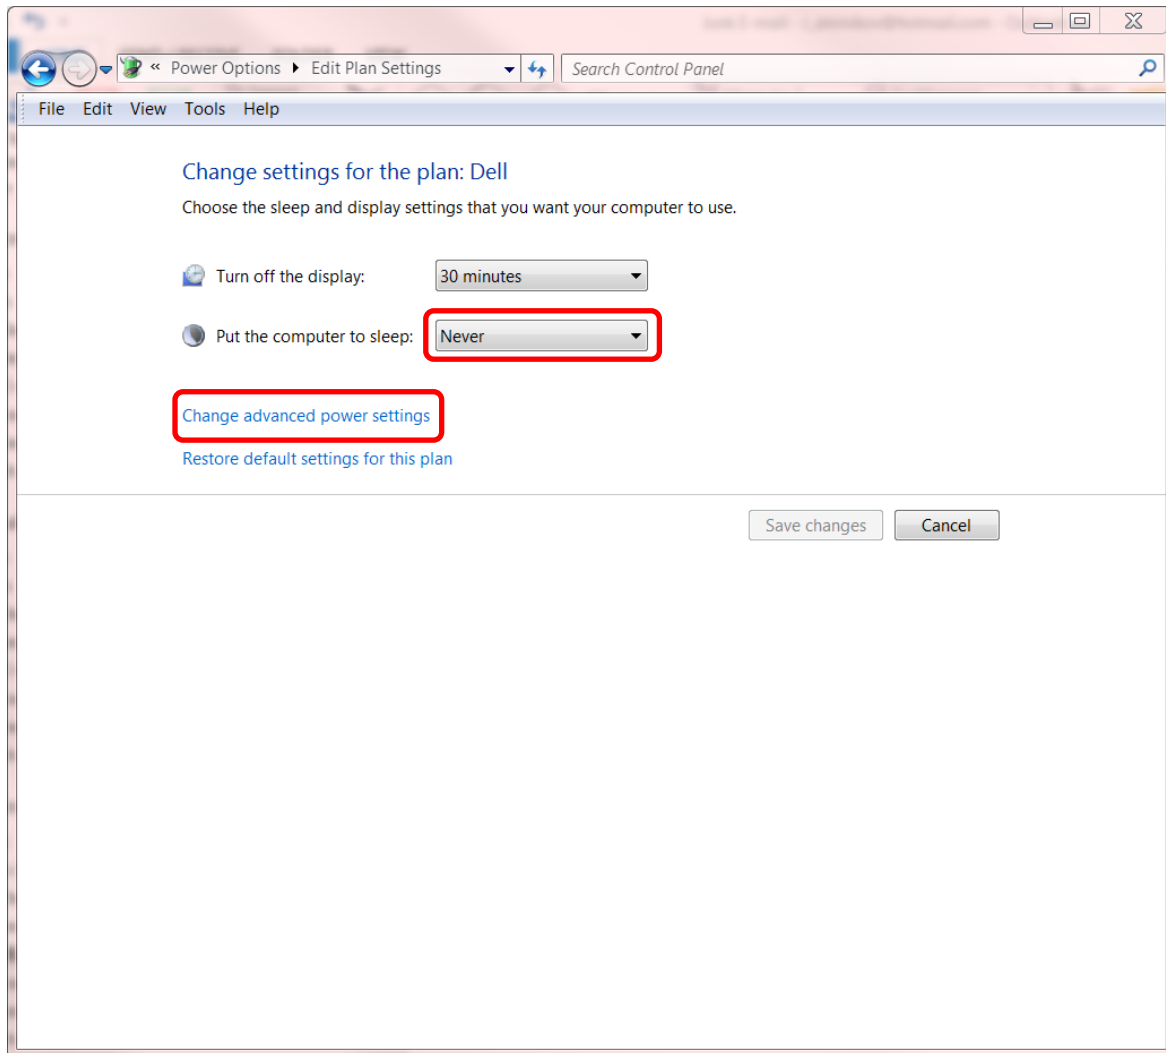 « Power Options ▸ Edit Plan Settings Search Control Panel
File Edit View Tools Help
Change settings for the plan: Dell
Choose the sleep and display settings that you want your computer to use.
Turn off the display: 30 minutes
Put the computer to sleep: Never
Change advanced power settings
Restore default settings for this plan
Save changes Cancel